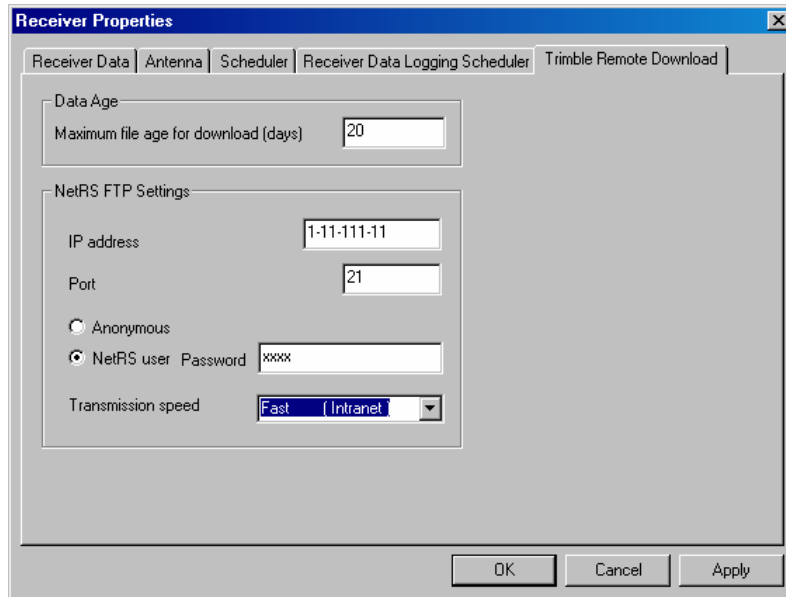 Receiver Properties
Receiver Data Antenna Scheduler Receiver Data Logging Scheduler Trimble Remote Download
Data Age
Maximum file age for download (days) 20
NetRS FTP Settings
IP address 1-11-111-11
Port 21
Anonymous
NetRS user Password xxxx
Transmission speed Fast ( Intranet )
OK Cancel Apply